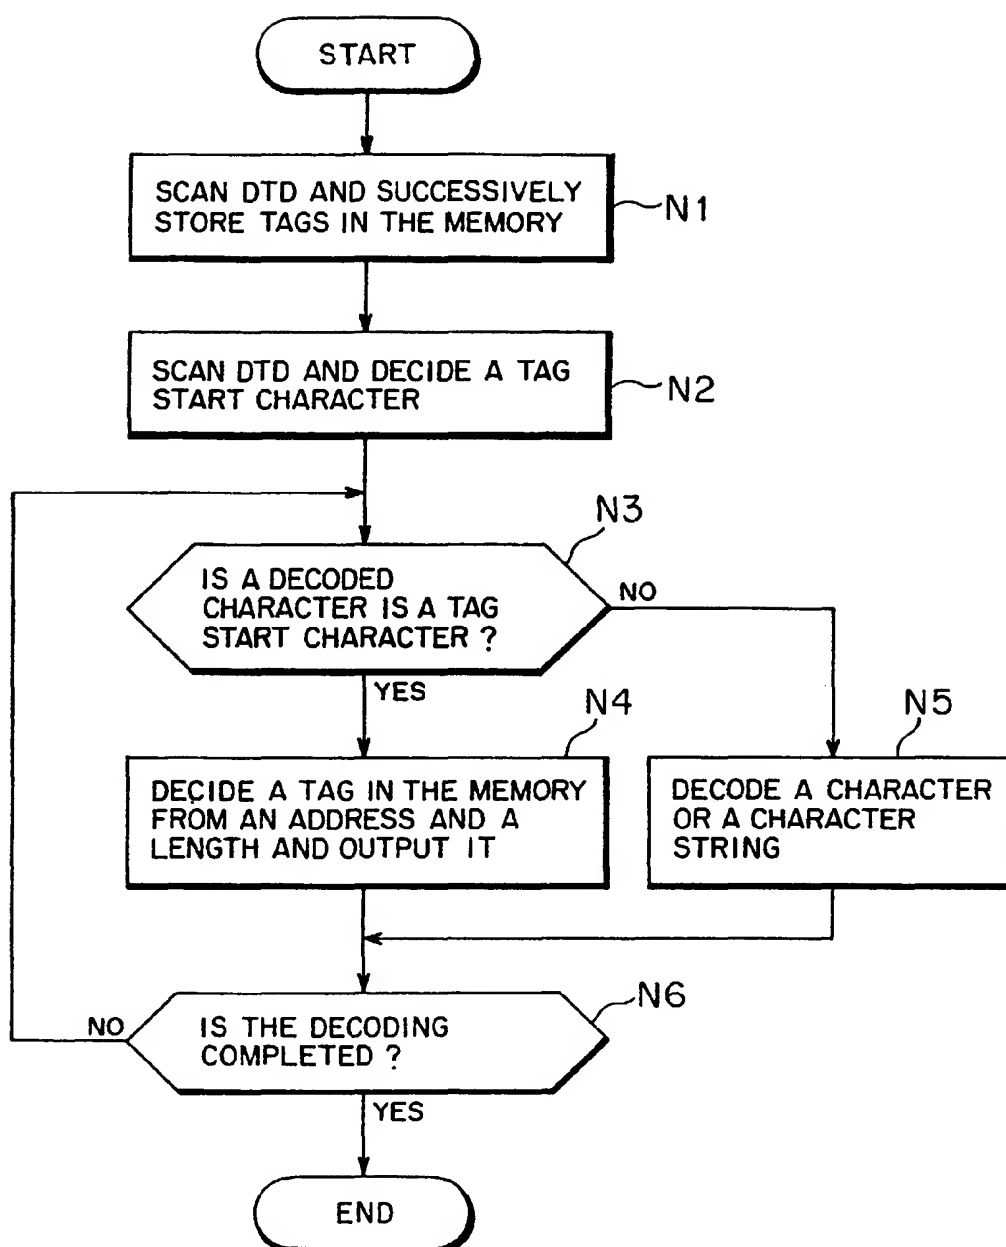 START
SCAN DTD AND SUCCESSIVELY
STORE TAGS IN THE MEMORY
N1
SCAN DTD AND DECIDE A TAG
START CHARACTER
N2
N3
IS A DECODED
CHARACTER IS A TAG
START CHARACTER ?
NO
YES
N4
N5
DECIDE A TAG IN THE MEMORY
FROM AN ADDRESS AND A
LENGTH AND OUTPUT IT
DECODE A CHARACTER
OR A CHARACTER
STRING
N6
NO
IS THE DECODING
COMPLETED ?
YES
END